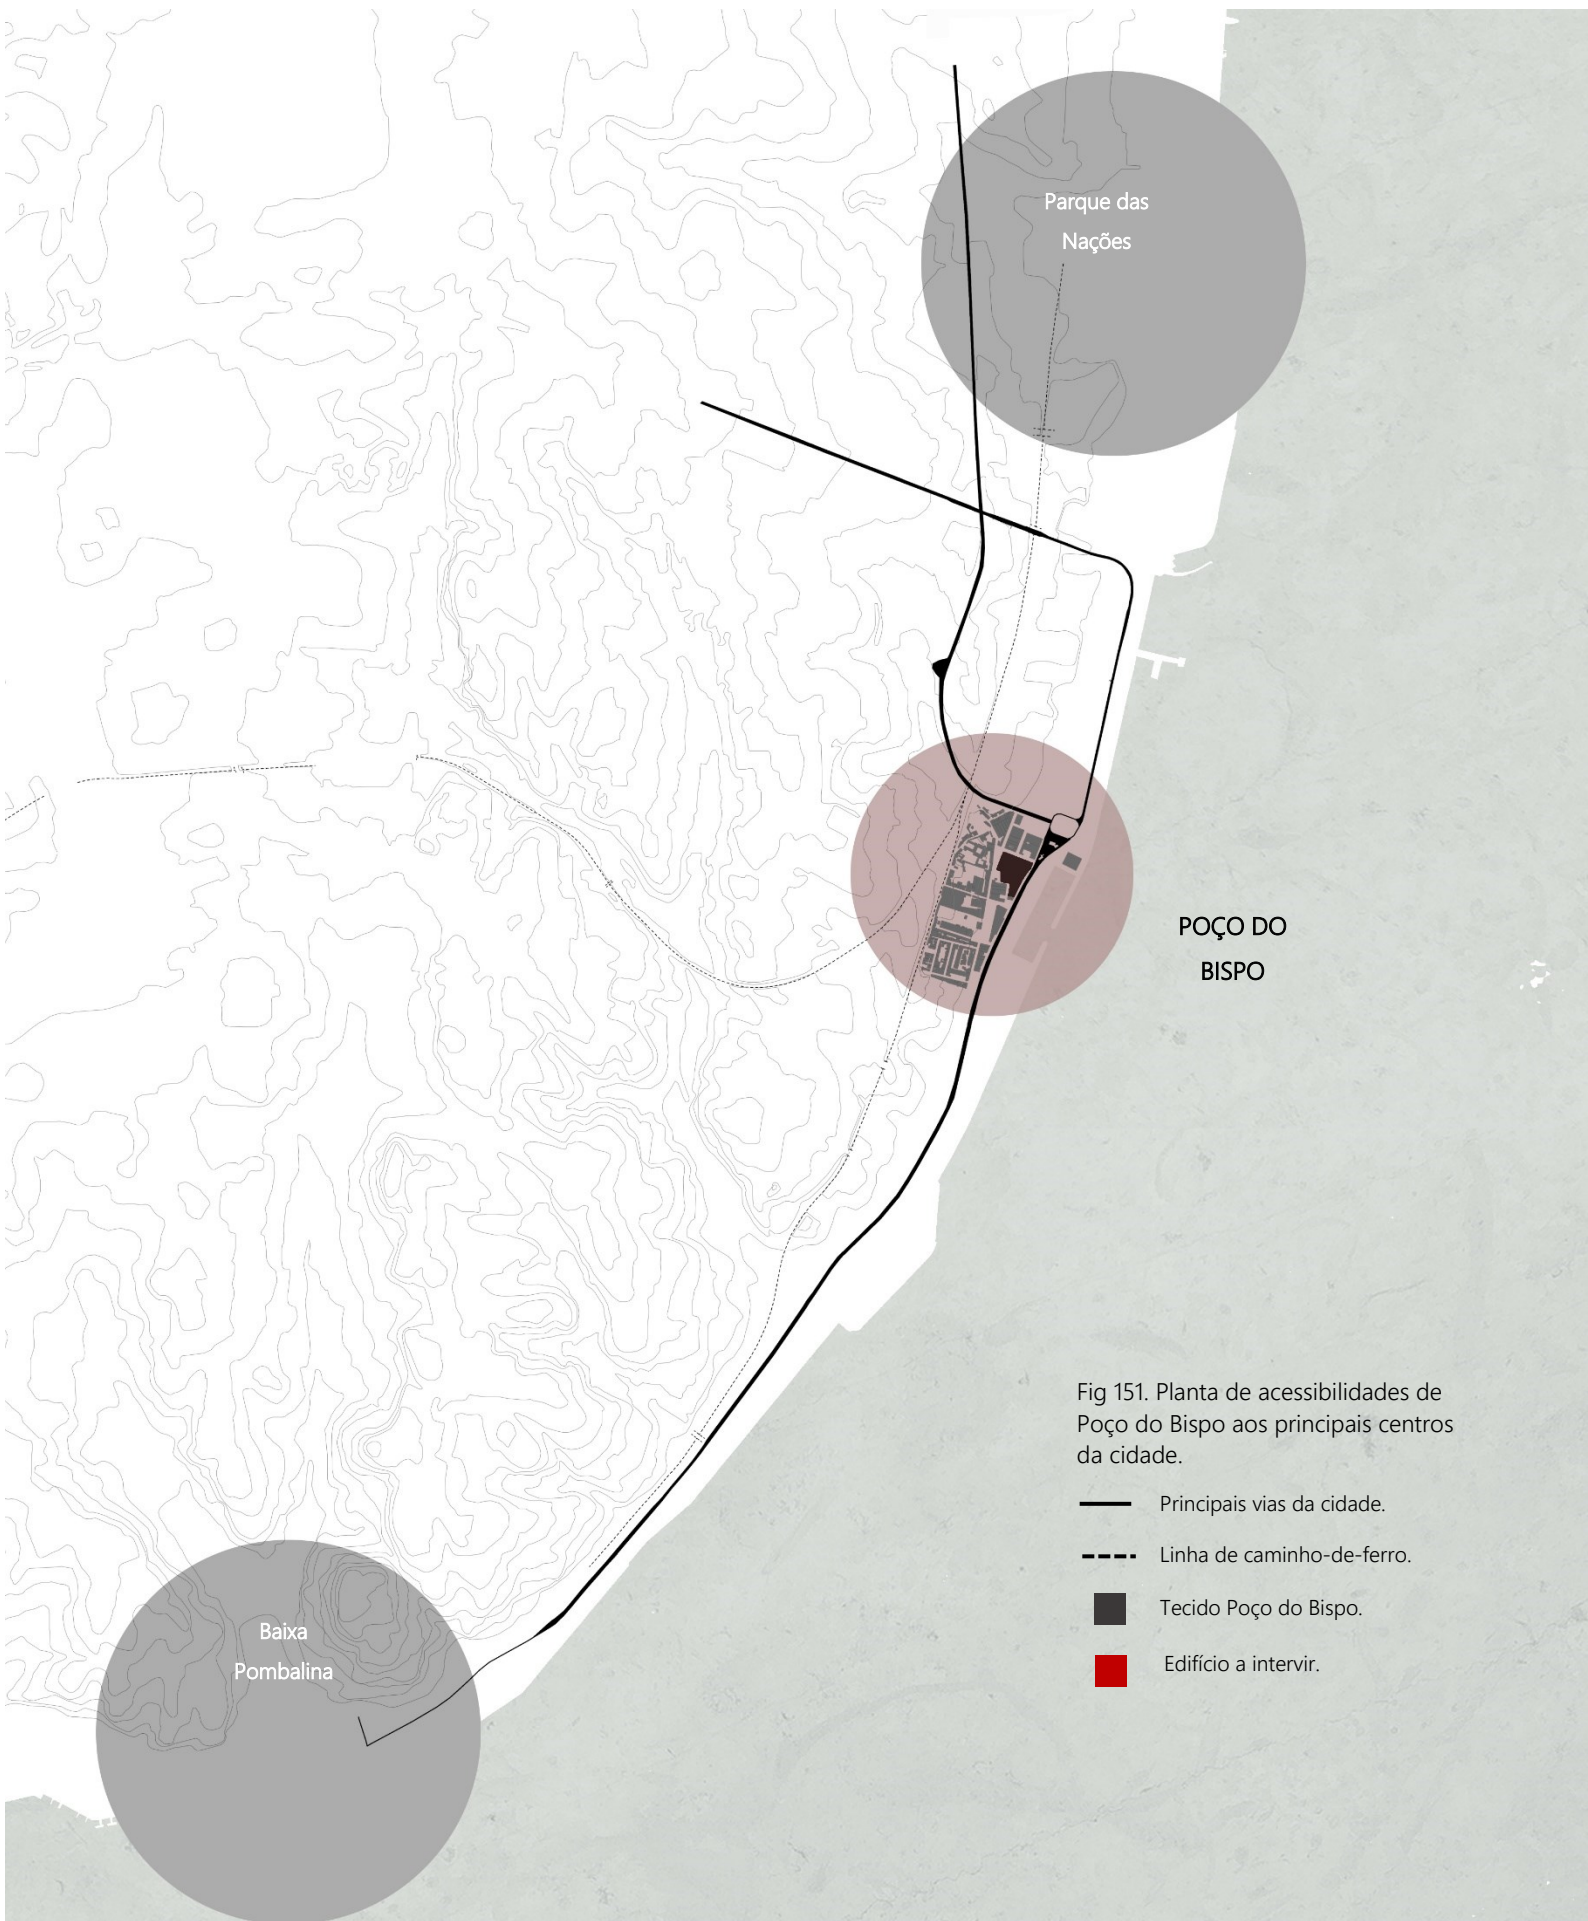 Parque das
Nações
POÇO DO
BISPO
Fig 151. Planta de acessibilidades de
Poço do Bispo aos principais centros
da cidade.
Principais vias da cidade.
Linha de caminho-de-ferro.
Tecido Poço do Bispo.
Edifício a intervir.
Baixa
Pombalina